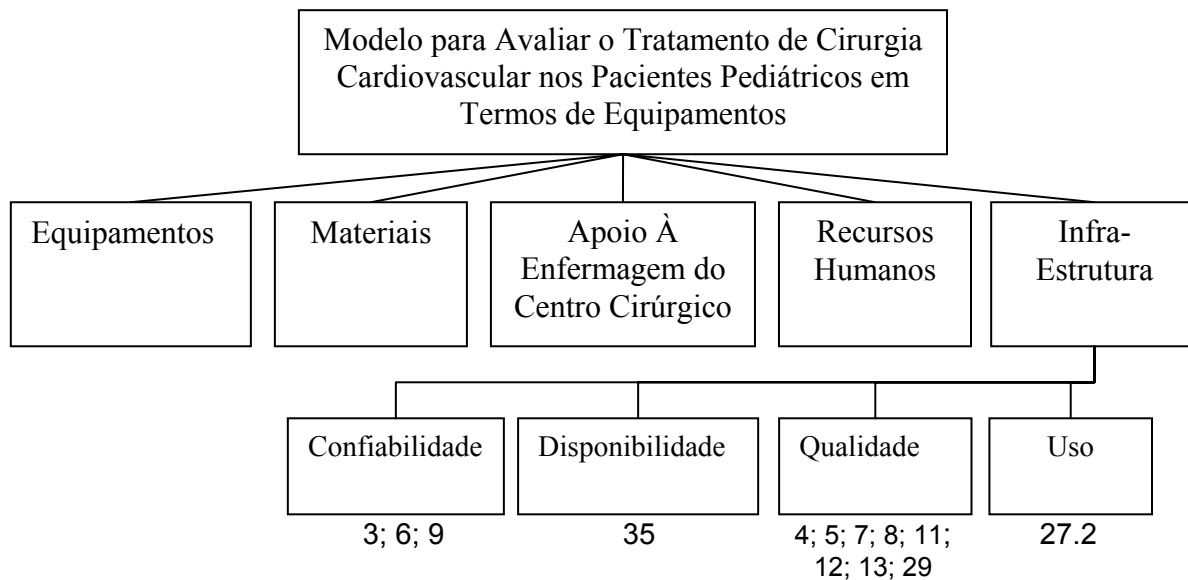 Modelo para Avaliar o Tratamento de Cirurgia
Cardiovascular nos Pacientes Pediátricos em
Termos de Equipamentos
Equipamentos
Materiais
Apoio À
Enfermagem do
Centro Cirúrgico
Recursos
Humanos
Infra-
Estrutura
Confiabilidade
Disponibilidade
Qualidade
Uso
3; 6; 9
35
4; 5; 7; 8; 11;
12; 13; 29
27.2